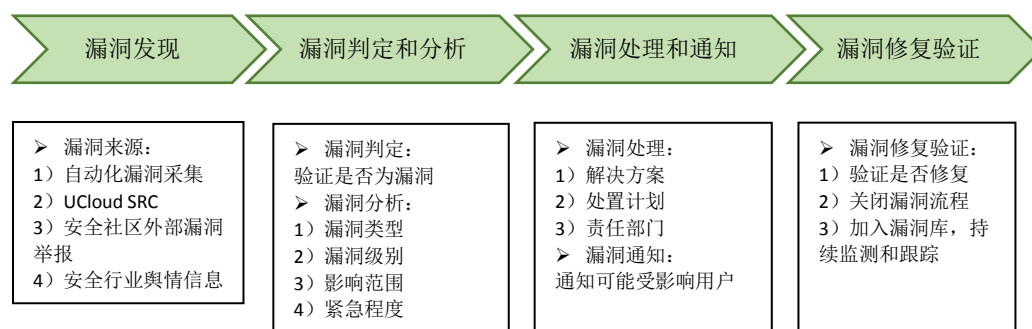 漏洞发现
漏洞判定和分析
漏洞处理和通知
漏洞修复验证
➢ 漏洞来源：
1）自动化漏洞采集
2）UCloud SRC
3）安全社区外部漏洞
举报
4）安全行业舆情信息
➢ 漏洞判定：
验证是否为漏洞
➢ 漏洞分析：
1）漏洞类型
2）漏洞级别
3）影响范围
4）紧急程度
➢ 漏洞处理：
1）解决方案
2）处置计划
3）责任部门
➢ 漏洞通知：
通知可能受影响用户
➢ 漏洞修复验证：
1）验证是否修复
2）关闭漏洞流程
3）加入漏洞库，持
续监测和跟踪